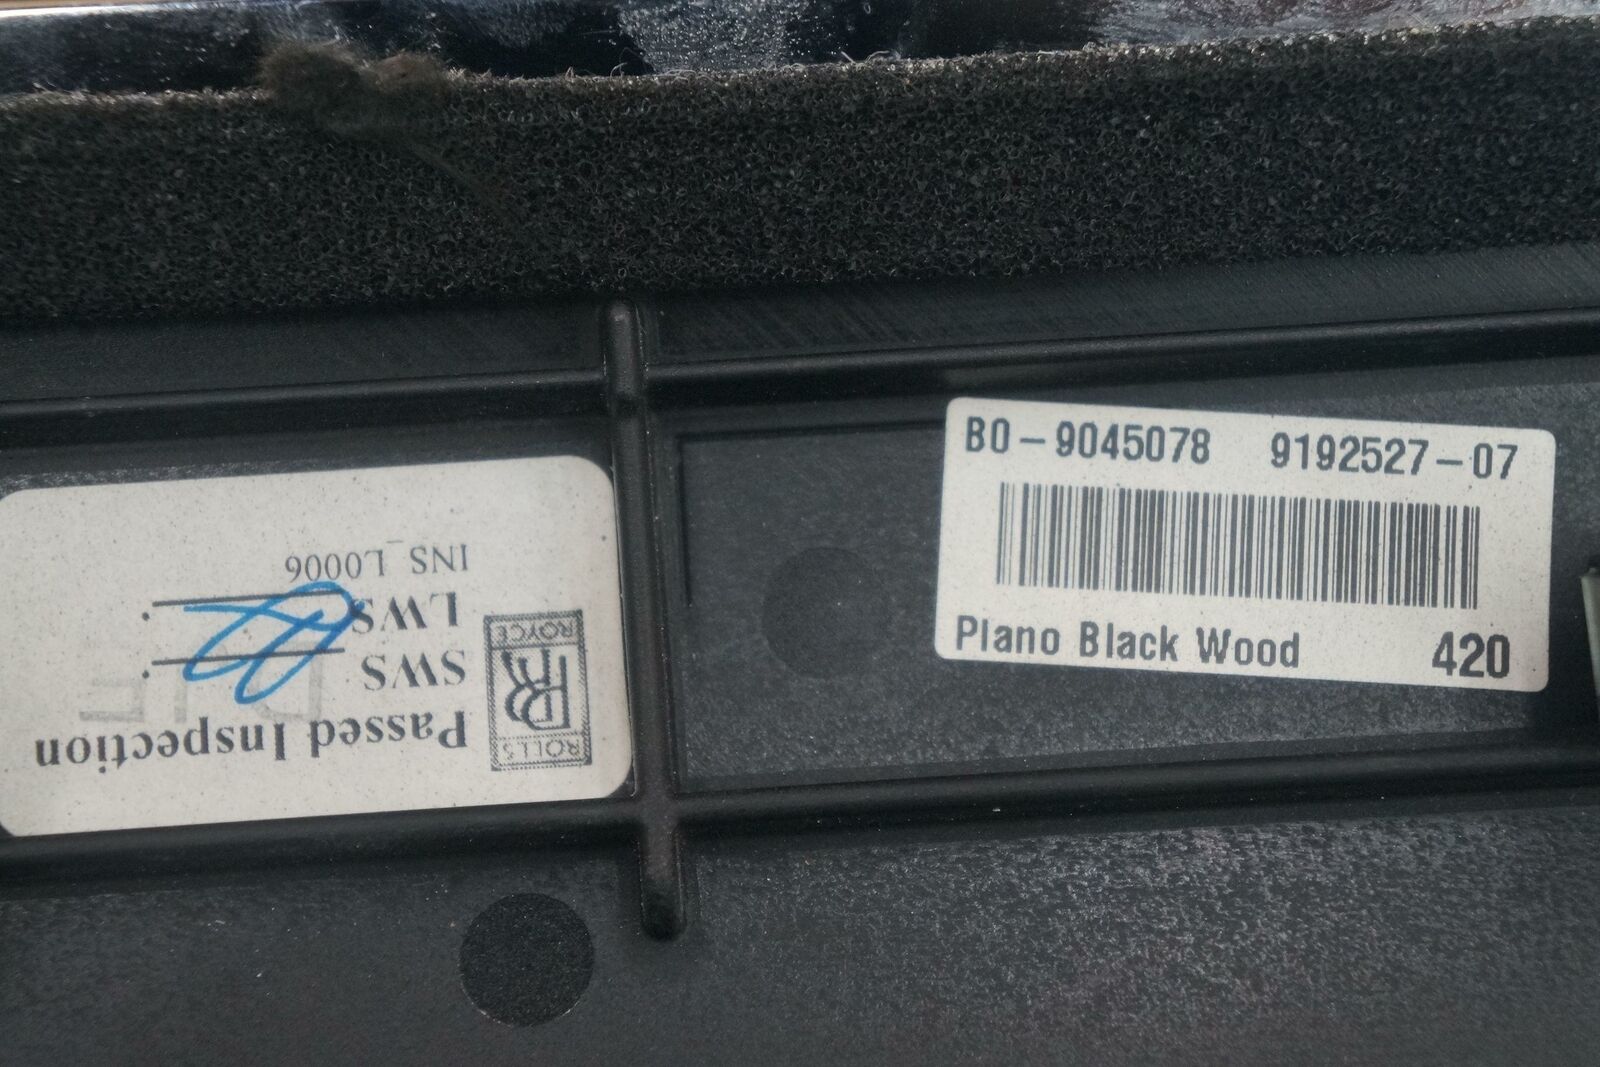 B0-9045078 9192527-07
Piano Black Wood 420
ROLLS
RR
ROYCE
Passed Inspection
SWS
LWS
INS_L0006